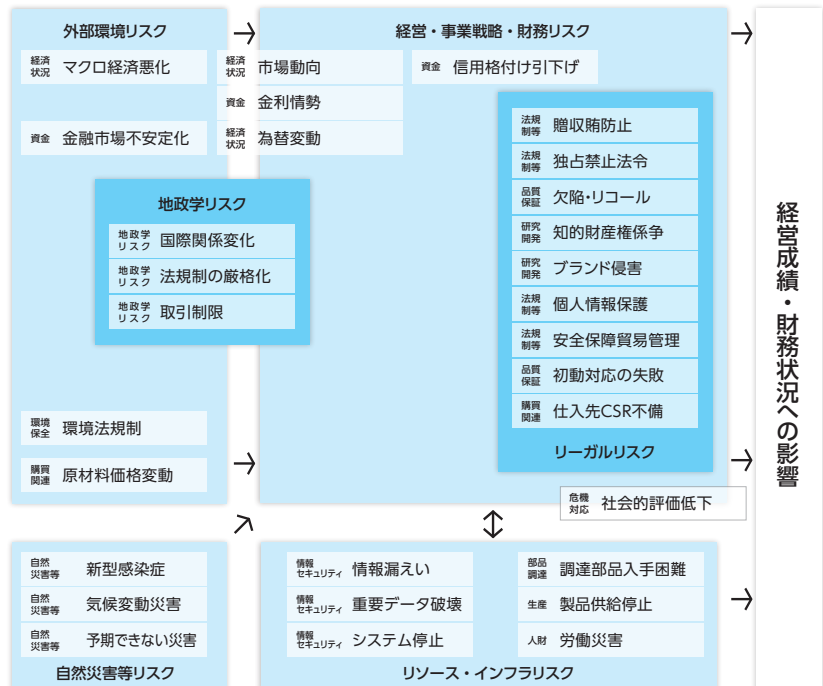 外部環境リスク
経済状況 マクロ経済悪化
資金 金融市場不安定化
経営・事業戦略・財務リスク
経済状況 市場動向
資金 金利情勢
経済状況 為替変動
資金 信用格付け引下げ
地政学リスク
地政学リスク 国際関係変化
地政学リスク 法規制の厳格化
地政学リスク 取引制限
環境保全 環境法規制
購買関連 原材料価格変動
法規制等 贈収賄防止
法規制等 独占禁止法令
品質保証 欠陥・リコール
研究開発 知的財産権係争
研究開発 ブランド侵害
法規制等 個人情報保護
法規制等 安全保障貿易管理
品質保証 初動対応の失敗
購買関連 仕入先CSR不備
リーガルリスク
危機対応 社会的評価低下
自然災害等 新型感染症
自然災害等 気候変動災害
自然災害等 予期できない災害
自然災害等リスク
情報セキュリティ 情報漏えい
情報セキュリティ 重要データ破壊
情報セキュリティ システム停止
部品調達 調達部品入手困難
生産 製品供給停止
人財 労働災害
リソース・インフラリスク
経営成績・財務状況への影響